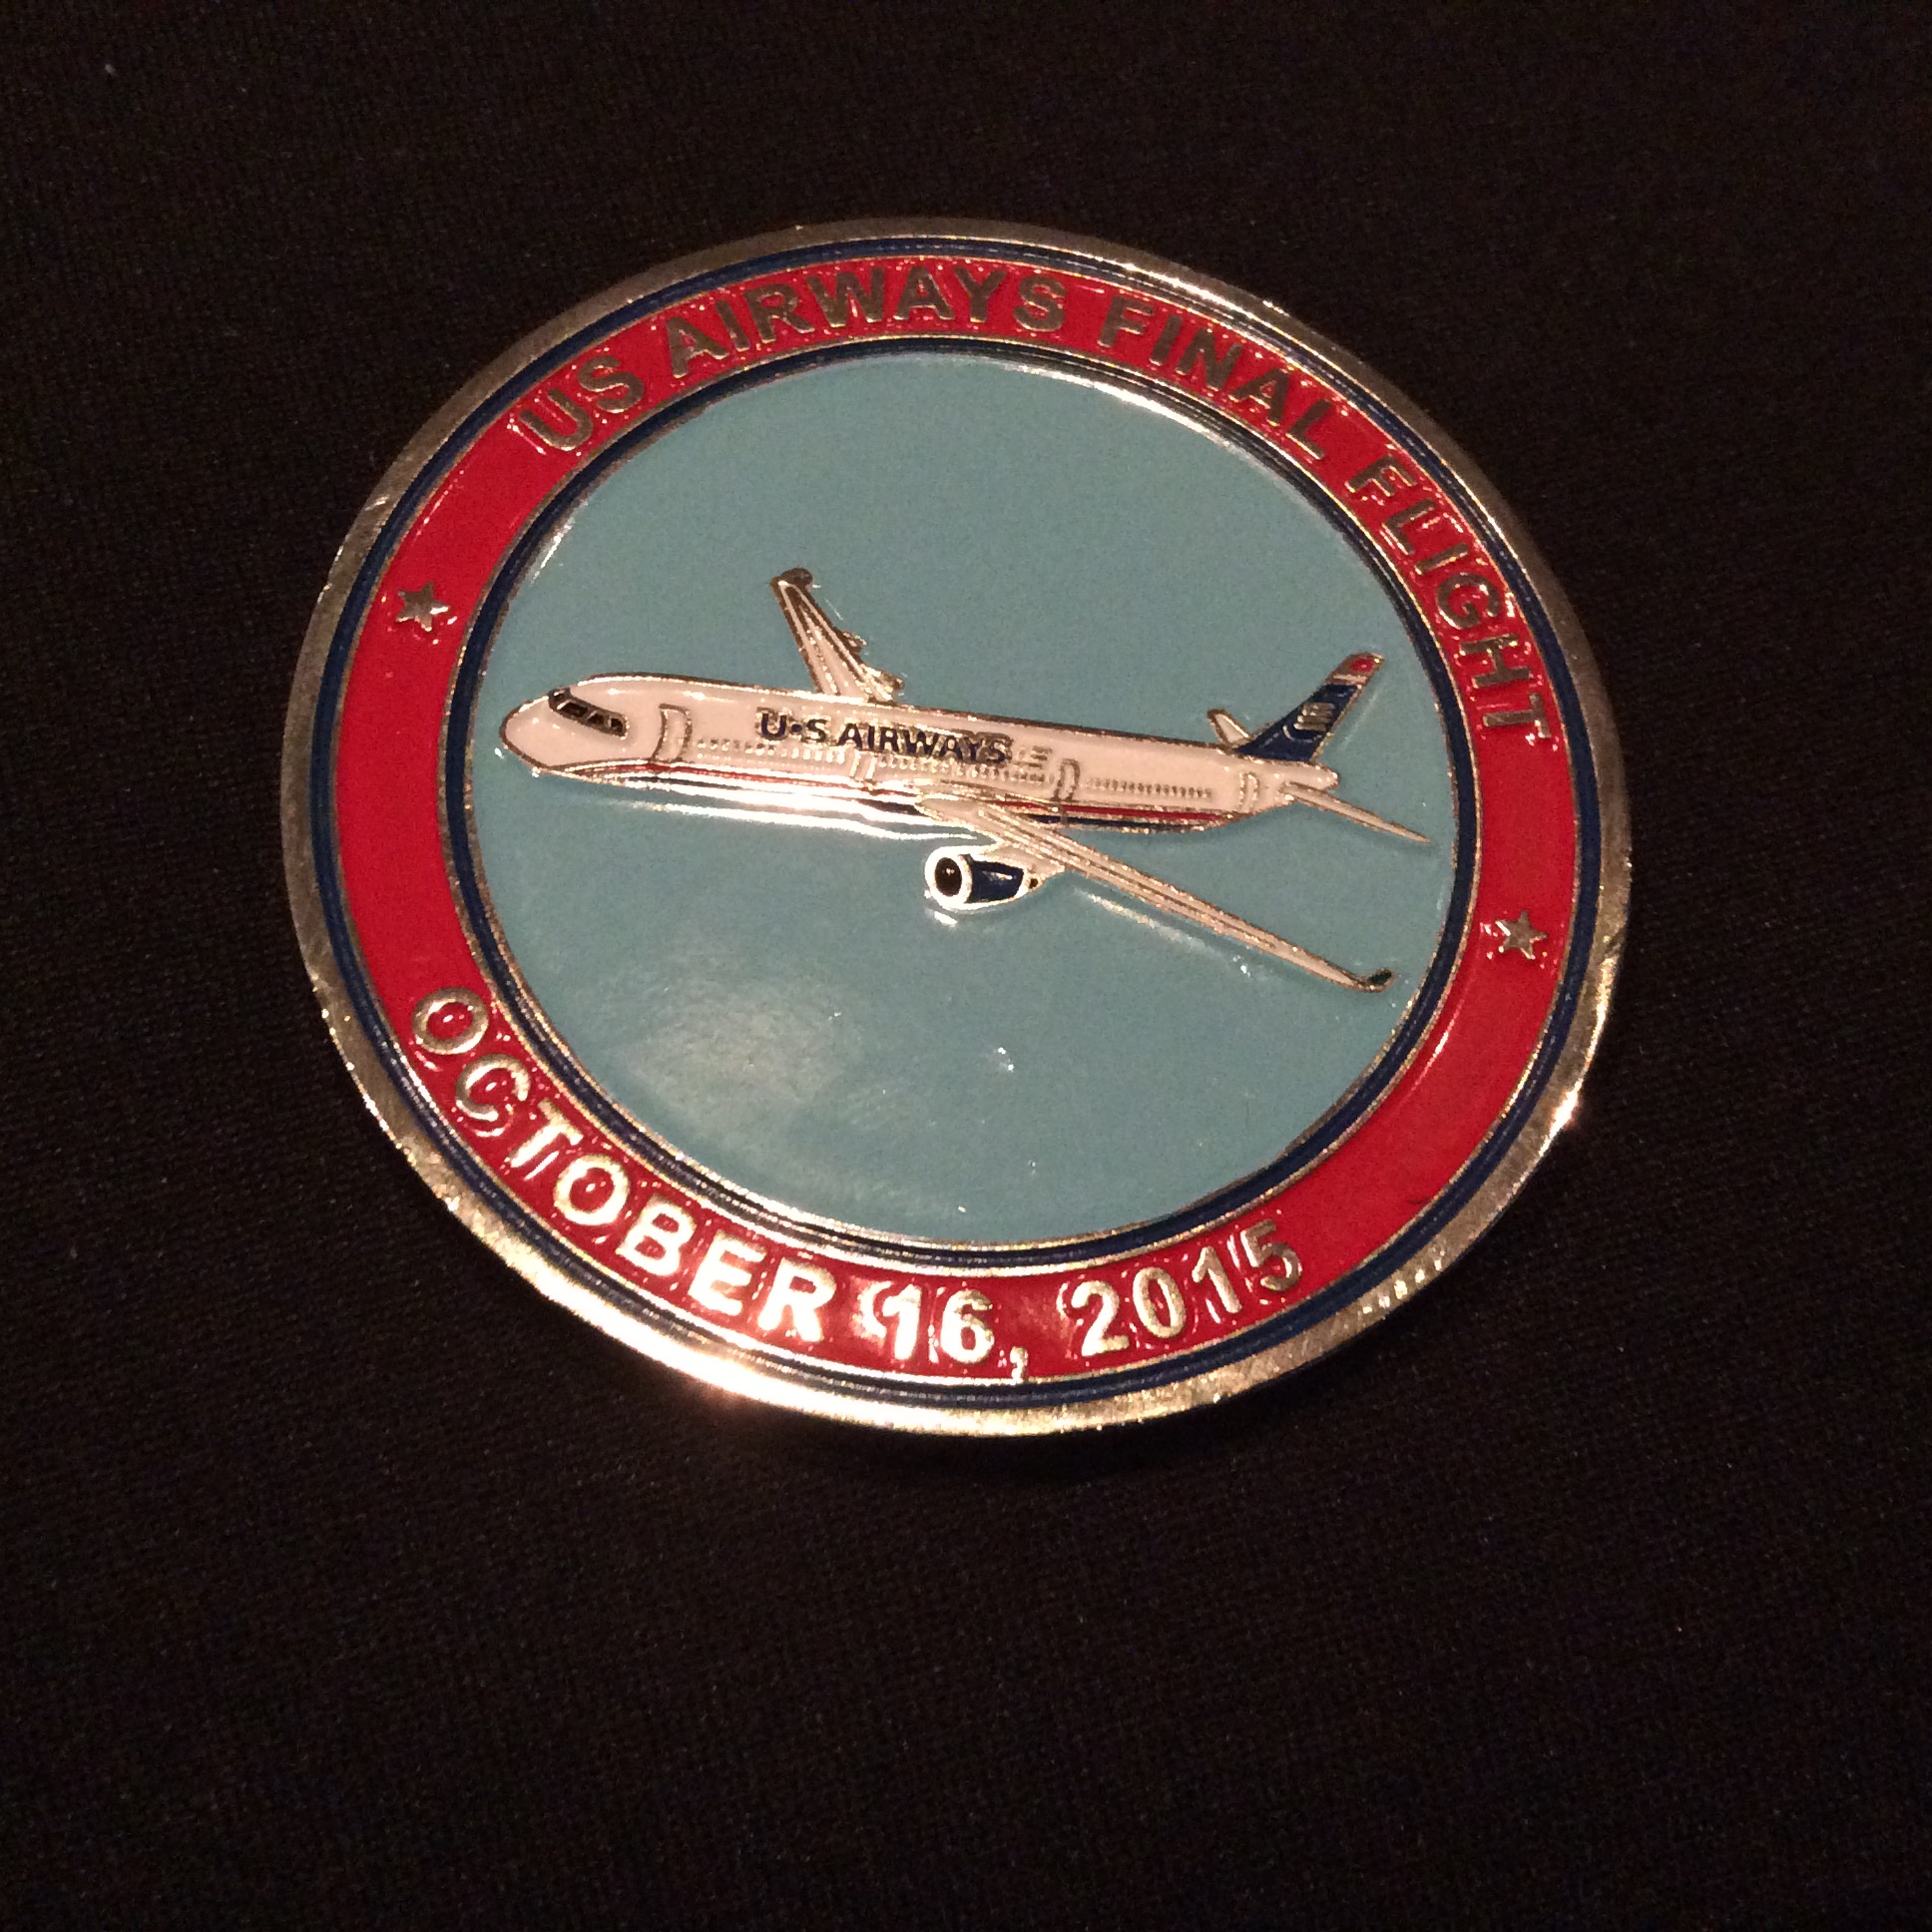 US AIRWAYS FINAL FLIGHT
U•S AIRWAYS
OCTOBER 16, 2015